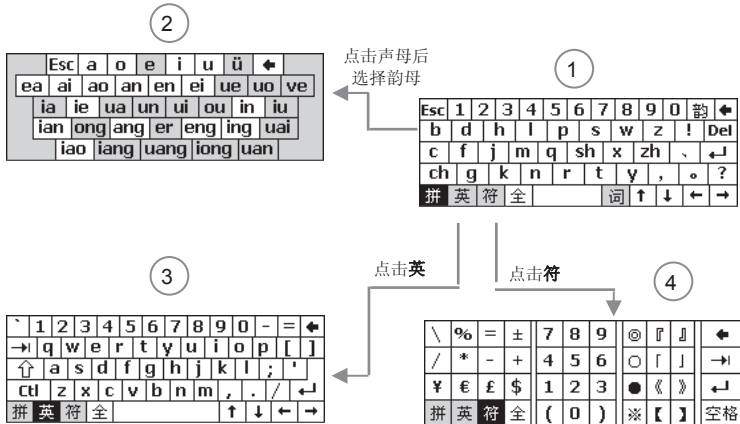 ②
Esc a o e i u ü ←
ea ai ao an en ei ue uo ve
ia ie ua un ui ou in iu
ian ong ang er eng ing uai
iao iang uang iong uan
点击声母后
选择韵母
①
Esc 1 2 3 4 5 6 7 8 9 0 韵 ←
b d h l p s w z ! Del
c f j m q sh x zh 、 ↵
ch g k n r t y , 。 ?
拼 英 符 全 词 ↑ ↓ ← →
点击英
点击符
③
` 1 2 3 4 5 6 7 8 9 0 - = ←
→I q w e r t y u i o p [ ]
⇧ a s d f g h j k l ; '
Ctl z x c v b n m , . / ↵
拼 英 符 全 ↑ ↓ ← →
④
\ % = ± 7 8 9 ◎ 『 』 ←
/ * - + 4 5 6 ○ 「 」 →I
¥ € £ $ 1 2 3 ● 《 》 ↵
拼 英 符 全 ( 0 ) ※ 【 】 空格